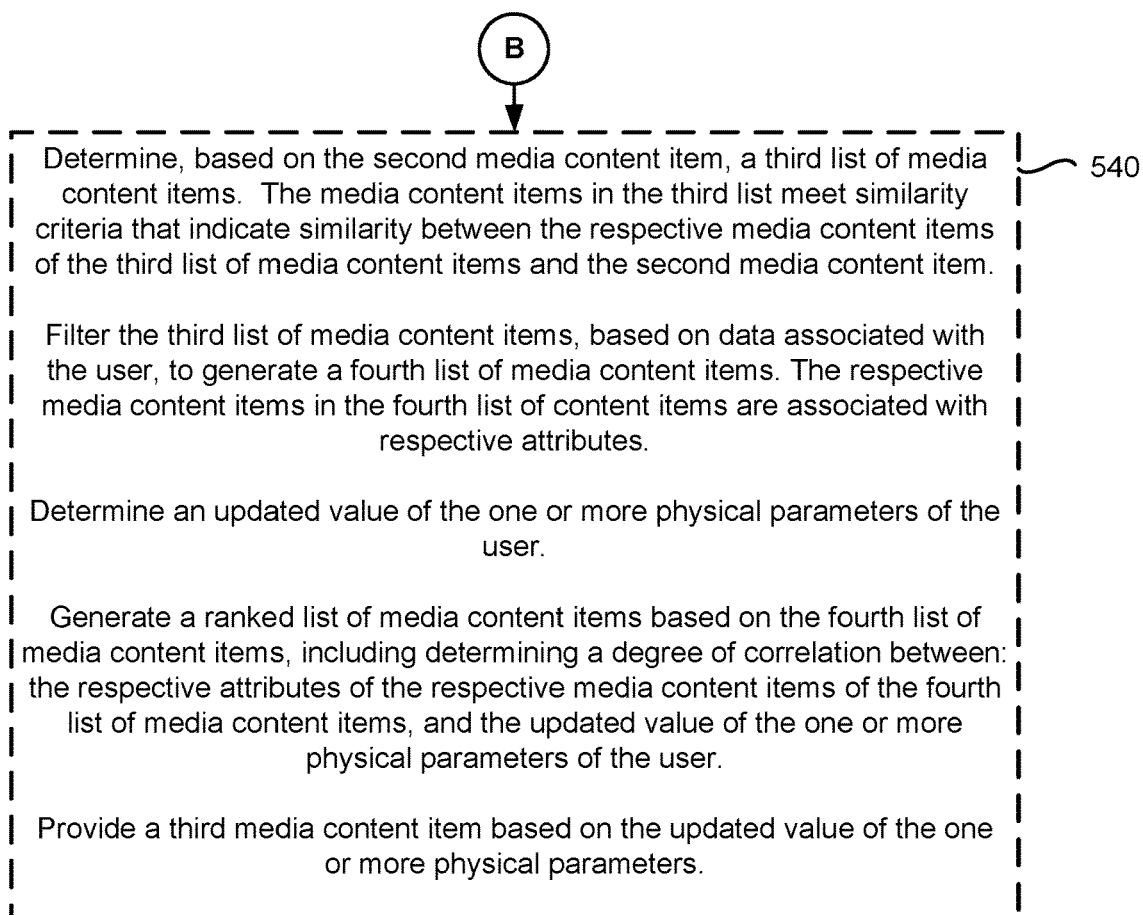 B
Determine, based on the second media content item, a third list of media
content items.  The media content items in the third list meet similarity
criteria that indicate similarity between the respective media content items
of the third list of media content items and the second media content item.
540
Filter the third list of media content items, based on data associated with
the user, to generate a fourth list of media content items. The respective
media content items in the fourth list of content items are associated with
respective attributes.
Determine an updated value of the one or more physical parameters of the
user.
Generate a ranked list of media content items based on the fourth list of
media content items, including determining a degree of correlation between:
the respective attributes of the respective media content items of the fourth
list of media content items, and the updated value of the one or more
physical parameters of the user.
Provide a third media content item based on the updated value of the one
or more physical parameters.